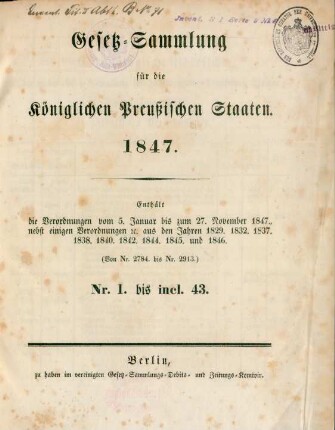 Gesetz-Sammlung
für die
Königlichen Preußischen Staaten.
1847.
Enthält
die Verordnungen vom 5. Januar bis zum 27. November 1847.,
nebst einigen Verordnungen ꝛc. aus den Jahren 1829. 1832. 1837.
1838. 1840. 1842. 1844. 1845. und 1846.
(Von Nr. 2784. bis Nr. 2913.)
Nr. 1. bis incl. 43.
Berlin,
zu haben im vereinigten Gesetz-Sammlungs-Debits- und Zeitungs-Komtoir.